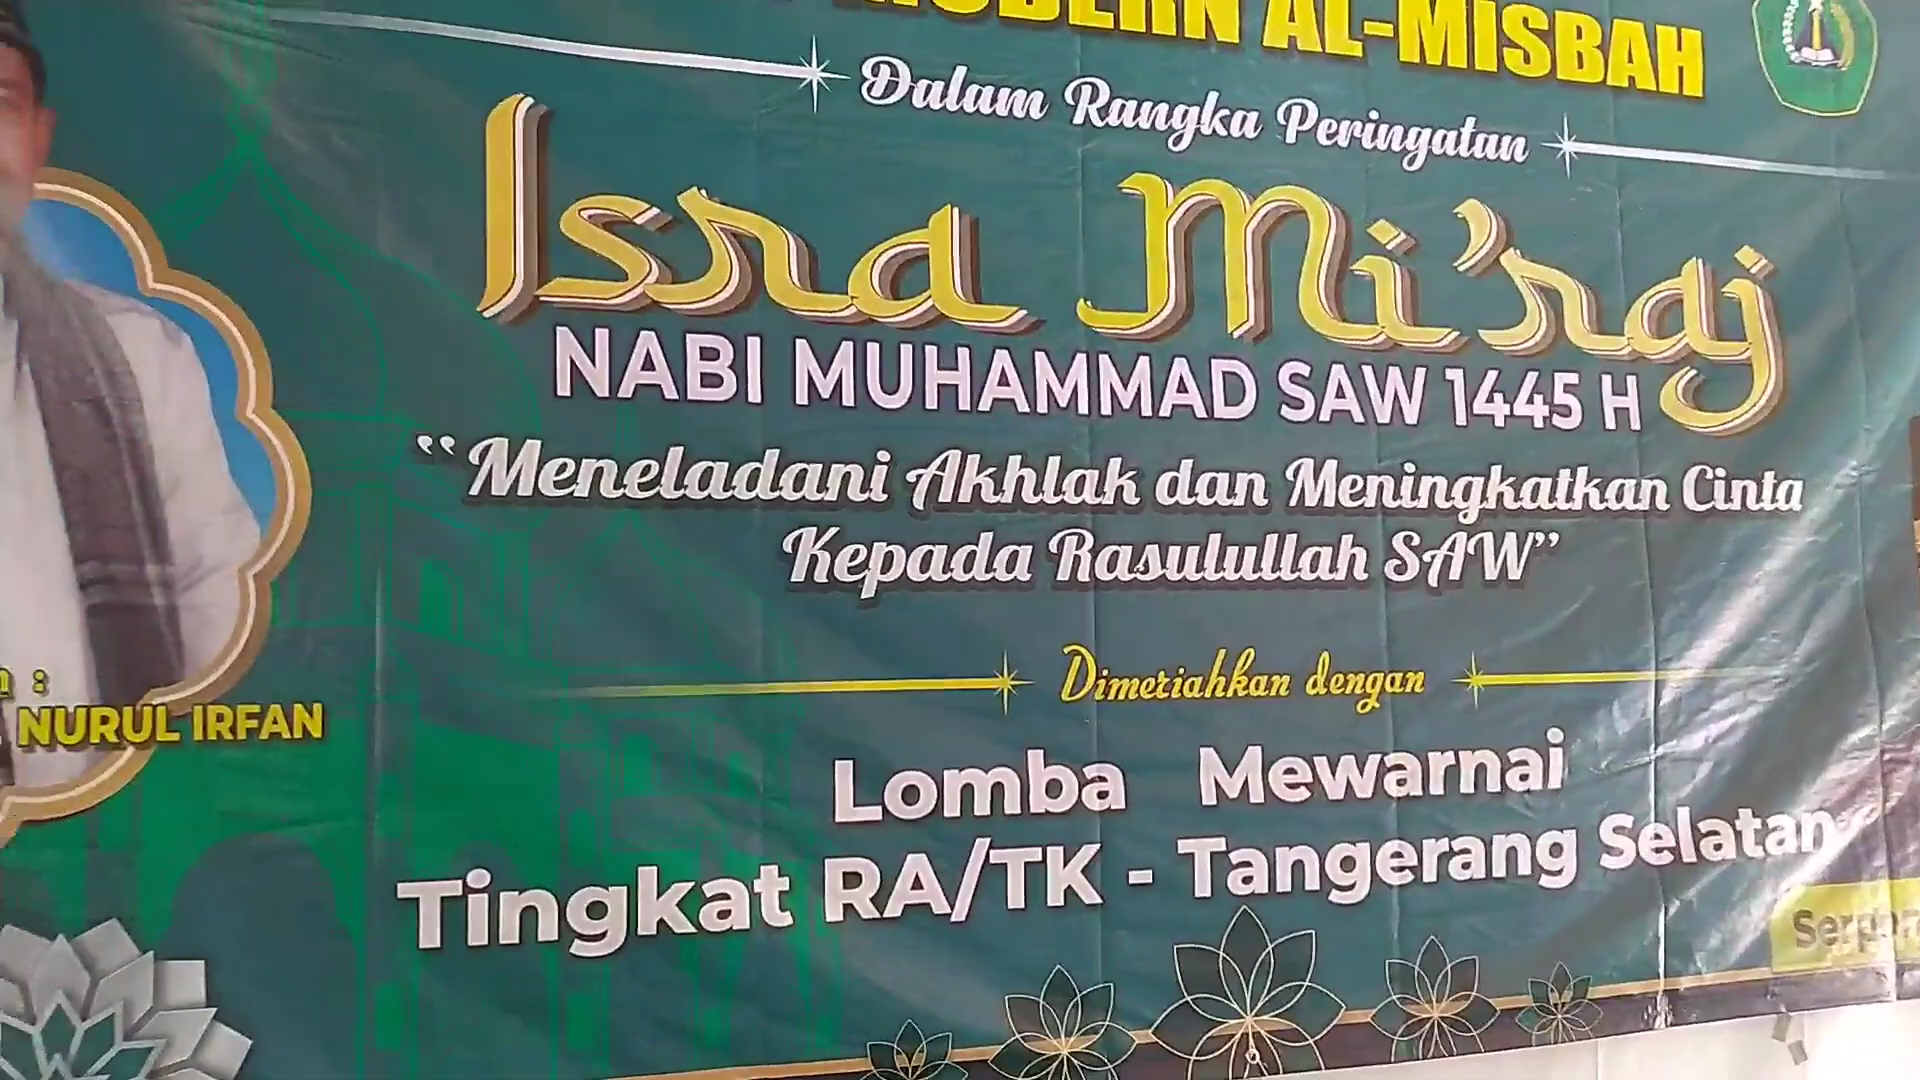 MODERN AL-MISBAH
Dalam Rangka Peringatan
Isra Mi'raj
NABI MUHAMMAD SAW 1445 H
"Meneladani Akhlak dan Meningkatkan Cinta
Kepada Rasulullah SAW"
Dimeriahkan dengan
NURUL IRFAN
Lomba Mewarnai
Tingkat RA/TK - Tangerang Selatan